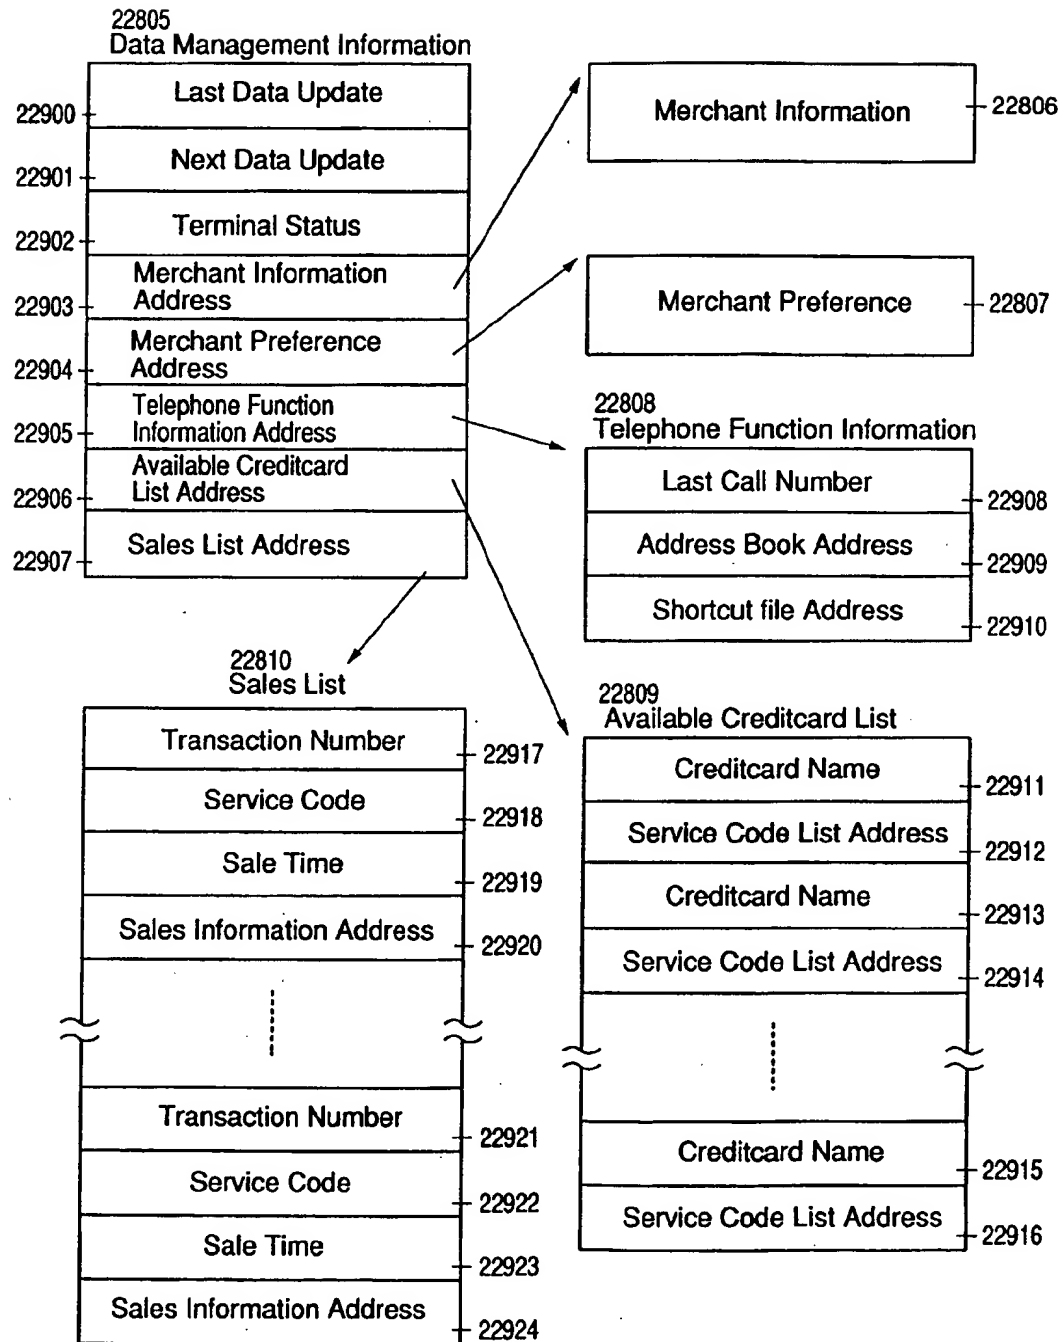 22805
Data Management Information
Last Data Update
22900
Next Data Update
22901
Terminal Status
22902
Merchant Information
Address
22903
Merchant Preference
Address
22904
Telephone Function
Information Address
22905
Available Creditcard
List Address
22906
Sales List Address
22907
Merchant Information
22806
Merchant Preference
22807
22808
Telephone Function Information
Last Call Number
22908
Address Book Address
22909
Shortcut file Address
22910
22810
Sales List
Transaction Number
22917
Service Code
22918
Sale Time
22919
Sales Information Address
22920
Transaction Number
22921
Service Code
22922
Sale Time
22923
Sales Information Address
22924
22809
Available Creditcard List
Creditcard Name
22911
Service Code List Address
22912
Creditcard Name
22913
Service Code List Address
22914
Creditcard Name
22915
Service Code List Address
22916